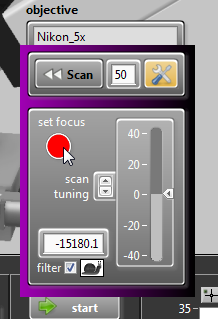 objective
Nikon_5x
Scan
50
set focus
scan
tuning
40
20
0
-20
-40
-15180.1
filter
start
35